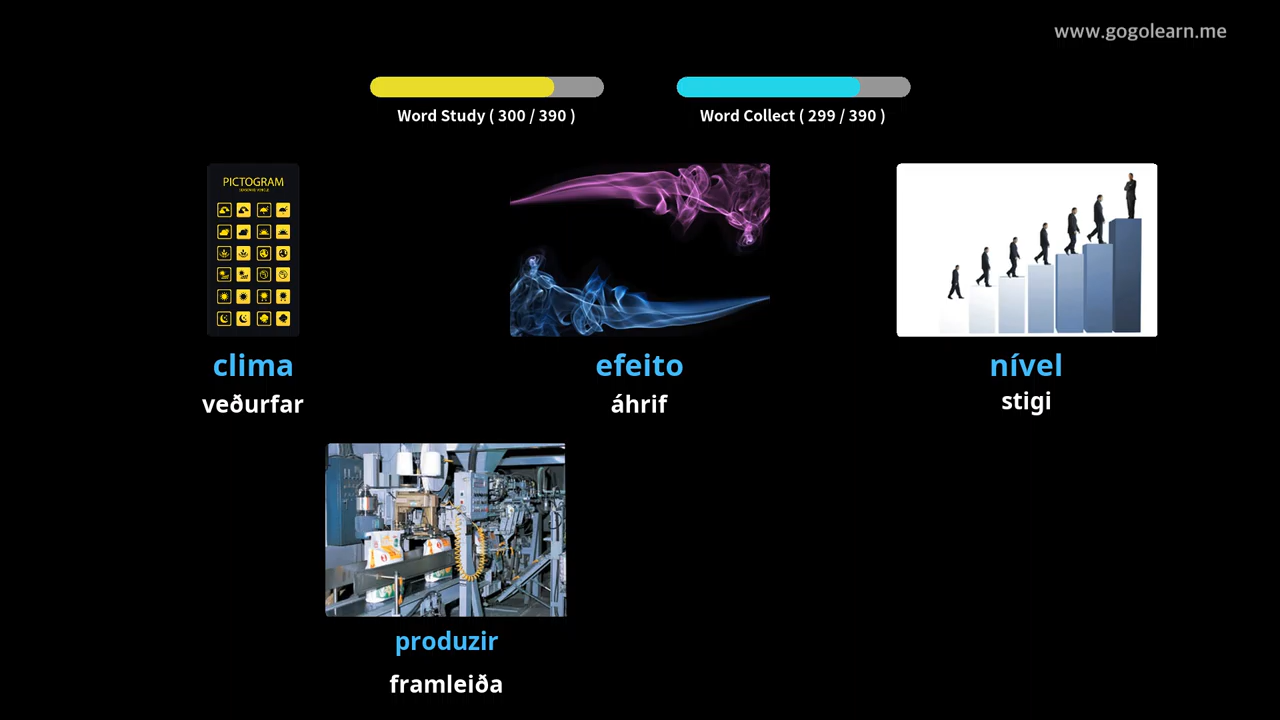 www.gogolearn.me
Word Study ( 300 / 390 )
Word Collect ( 299 / 390 )
PICTOGRAM
clima
efeito
nível
veðurfar
áhrif
stigi
produzir
framleiða